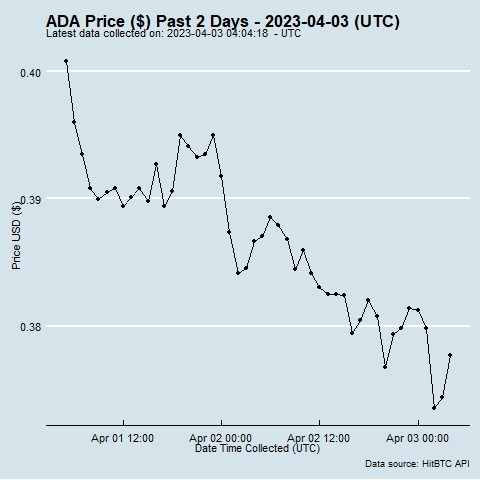 ADA Price ($) Past 2 Days - 2023-04-03 (UTC)
Latest data collected on: 2023-04-03 04:04:18 - UTC
0.40
0.39
0.38
Price USD ($)
Apr 01 12:00
Apr 02 00:00
Apr 02 12:00
Apr 03 00:00
Date Time Collected (UTC)
Data source: HitBTC API